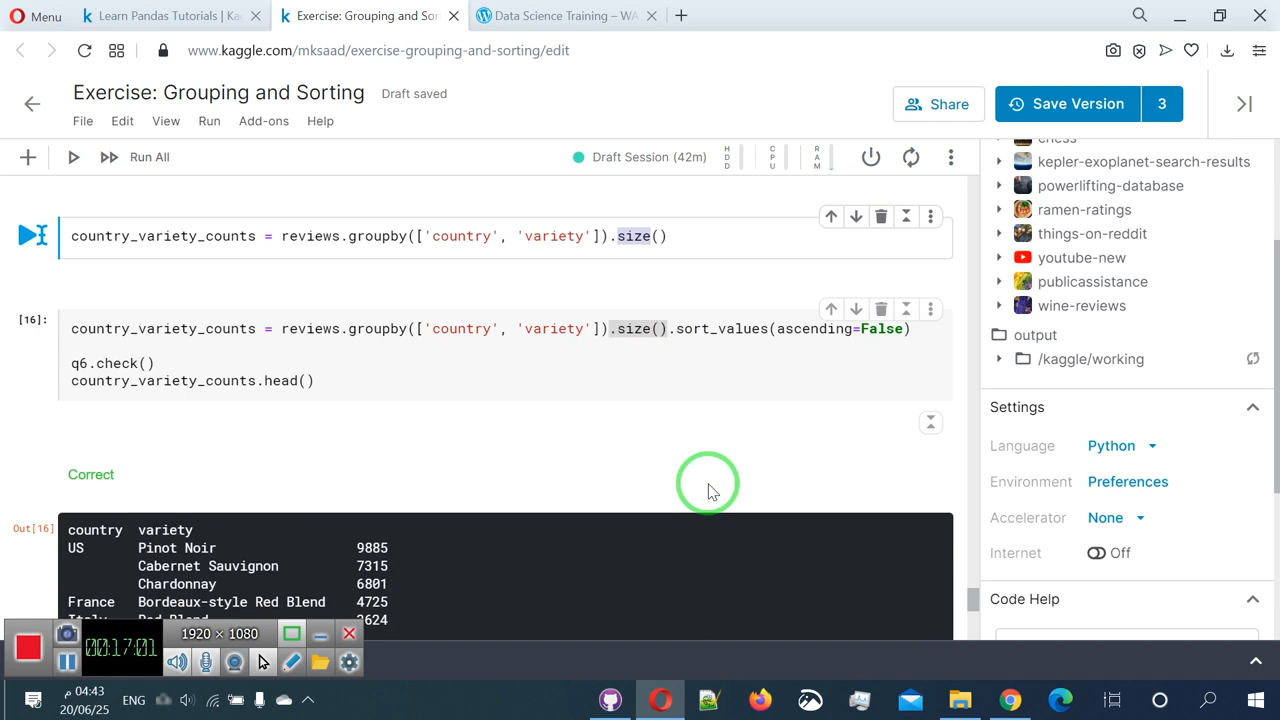 Menu
Learn Pandas Tutorials | Ka
Exercise: Grouping and Sor
Data Science Training – WA
www.kaggle.com/mksaad/exercise-grouping-and-sorting/edit
Exercise: Grouping and Sorting
Draft saved
File
Edit
View
Run
Add-ons
Help
Share
Save Version
3
Run All
Draft Session (42m)
HDD
CPU
RAM
country_variety_counts = reviews.groupby(['country', 'variety']).size()
[16]:
country_variety_counts = reviews.groupby(['country', 'variety']).size().sort_values(ascending=False)
q6.check()
country_variety_counts.head()
Correct
Out[16]
country variety
US Pinot Noir 9885
Cabernet Sauvignon 7315
Chardonnay 6801
France Bordeaux-style Red Blend 4725
kepler-exoplanet-search-results
powerlifting-database
ramen-ratings
things-on-reddit
youtube-new
publicassistance
wine-reviews
output
/kaggle/working
Settings
Language Python
Environment Preferences
Accelerator None
Internet Off
Code Help
1920 × 1080
00:17:01
ENG
04:43 م
20/06/25